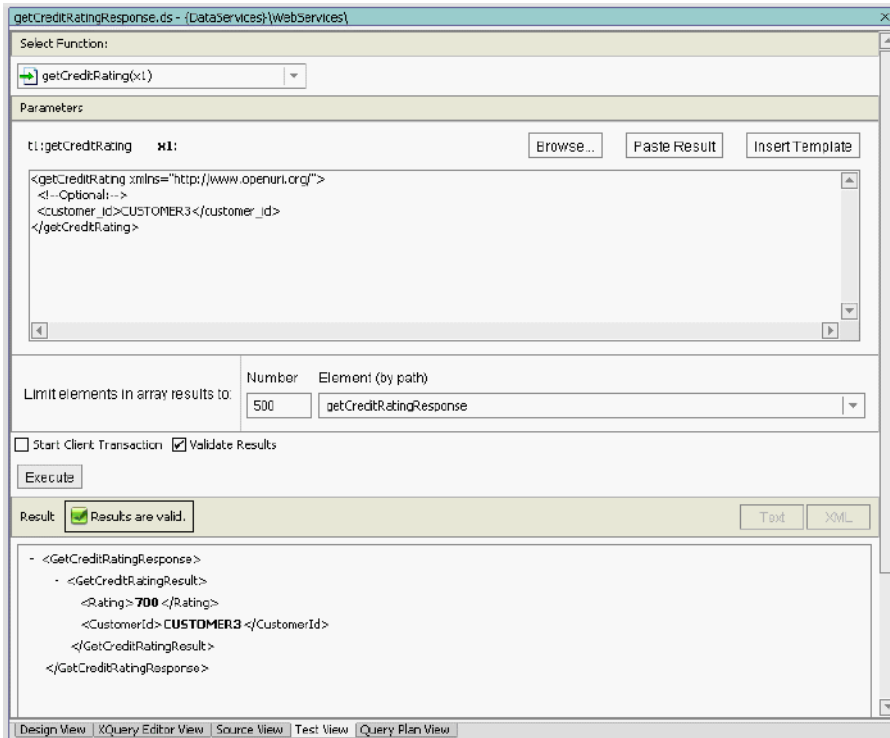 getCreditRatingResponse.ds - {DataServices}\WebServices\
Select Function:
getCreditRating(x1)
Parameters
t1:getCreditRating x1: Browse... Paste Result Insert Template
<getCreditRating xmlns="http://www.openuri.org/">
<!--Optional:-->
<customer_id>CUSTOMER3</customer_id>
</getCreditRating>
Number Element (by path)
Limit elements in array results to: 500 getCreditRatingResponse
Start Client Transaction Validate Results
Execute
Result Results are valid. Text XML
- <GetCreditRatingResponse>
- <GetCreditRatingResult>
<Rating>700 </Rating>
<CustomerId>CUSTOMER3 </CustomerId>
</GetCreditRatingResult>
</GetCreditRatingResponse>
Design View XQuery Editor View Source View Test View Query Plan View